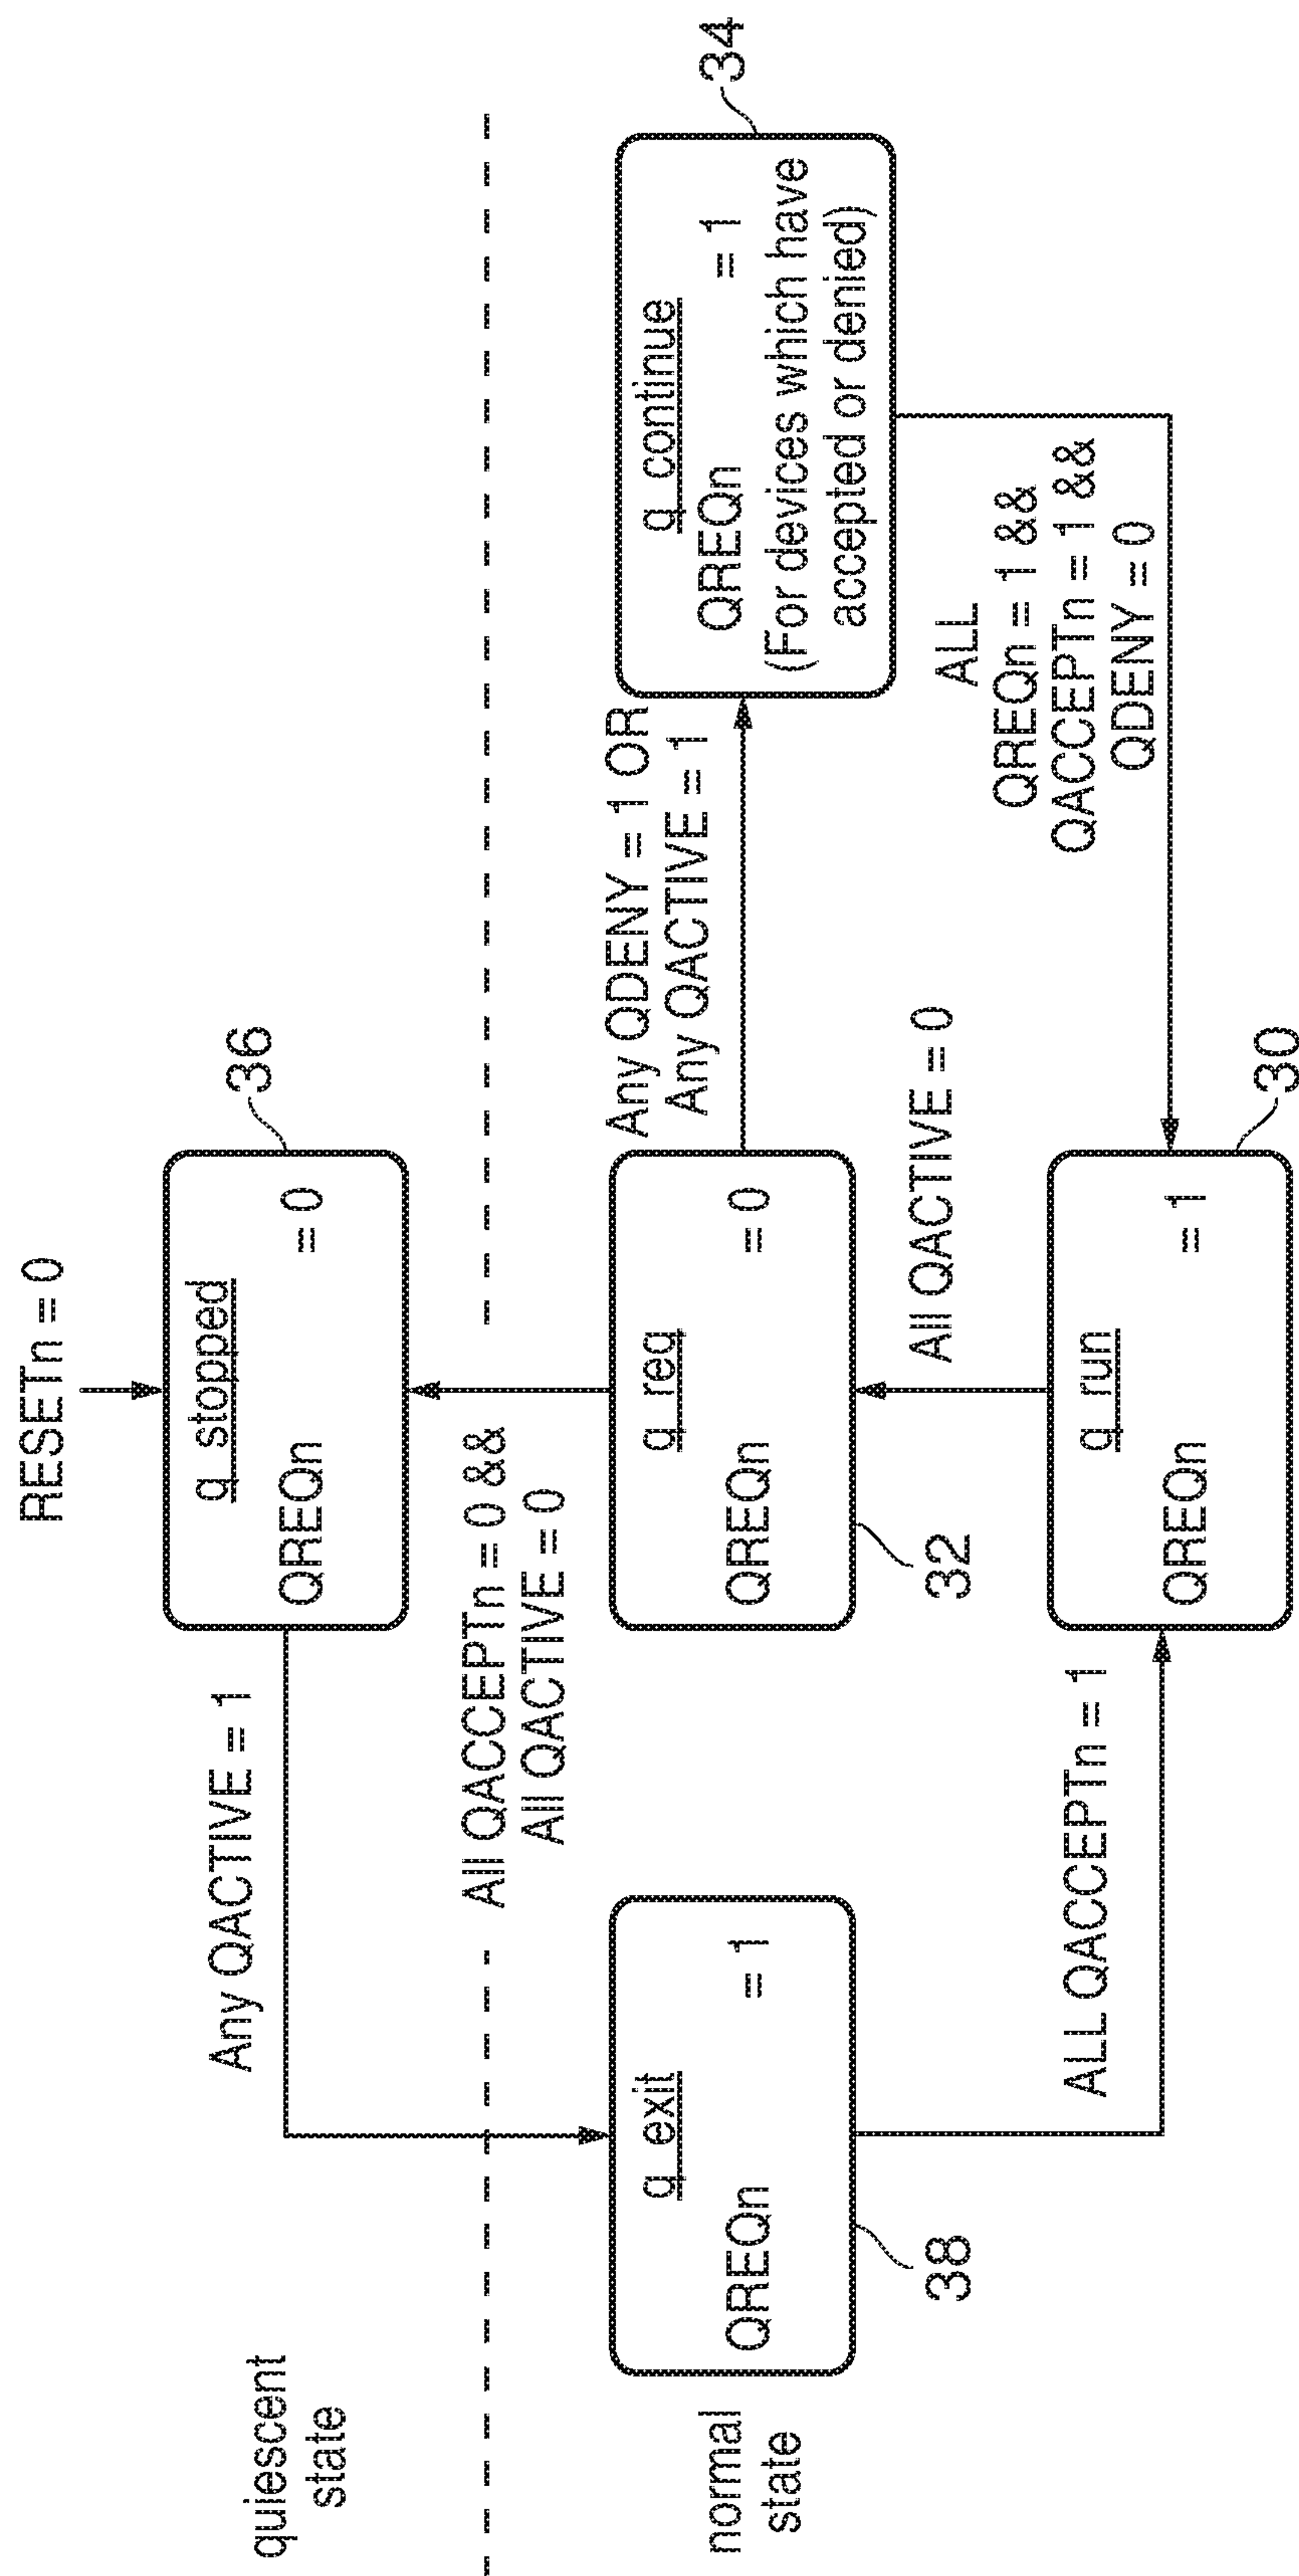 RESETn = 0
36
q_stopped
QREQn = 0
quiescent
state
Any QACTIVE = 1
All QACCEPTn = 0 &&
All QACTIVE = 0
normal
state
q_exit
QREQn = 1
38
q_req
QREQn = 0
32
Any QDENY = 1 OR
Any QACTIVE = 1
q_continue
QREQn = 1
(For devices which have
accepted or denied)
34
All QACTIVE = 0
ALL
QREQn = 1 &&
QACCEPTn = 1 &&
QDENY = 0
ALL QACCEPTn = 1
q_run
QREQn = 1
30